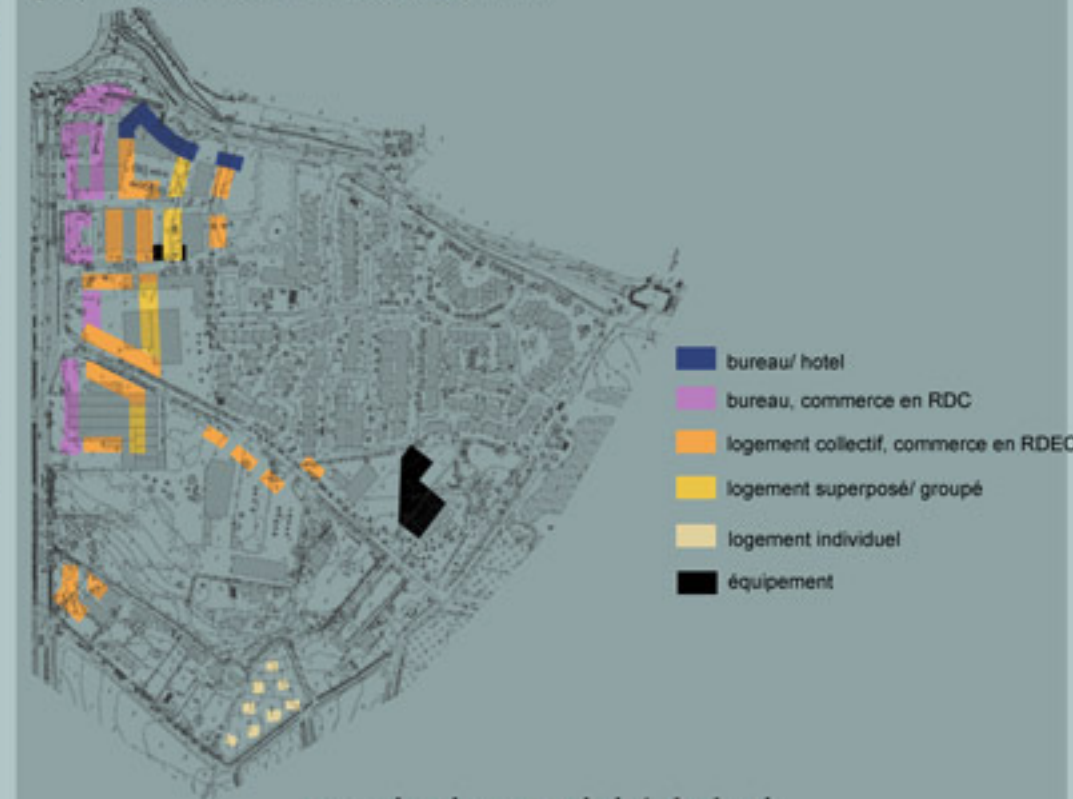 bureau/ hotel
bureau, commerce en RDC
logement collectif, commerce en RDEC
logement superposé/ groupé
logement individuel
équipement